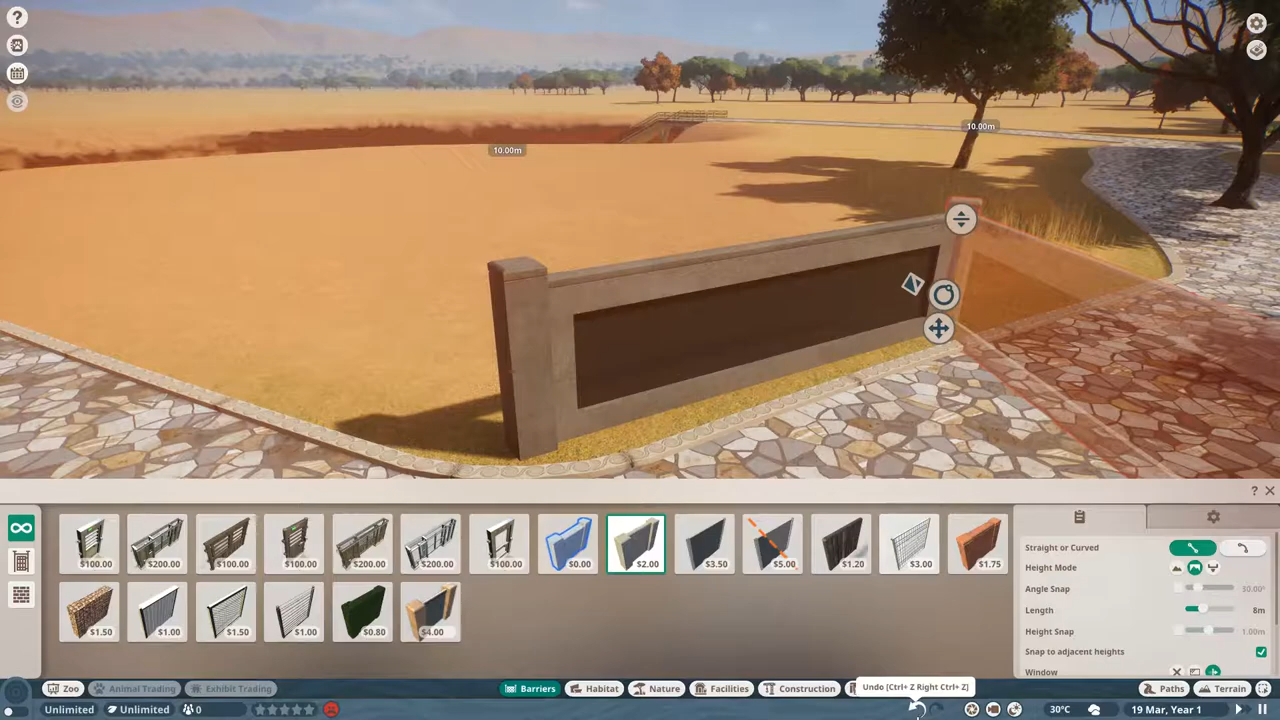 ?
10.00m
10.00m
?
$100.00
$200.00
$100.00
$100.00
$200.00
$200.00
$100.00
$0.00
$2.00
$3.50
$5.00
$1.20
$3.00
$1.75
$1.50
$1.00
$1.50
$1.00
$0.80
$4.00
Straight or Curved
Height Mode
Angle Snap
Length 8m
Height Snap 1.00m
Snap to adjacent heights
Window
Zoo Animal Trading Exhibit Trading Barriers Habitat Nature Facilities Construction Paths Terrain
Undo [Ctrl+ Z Right Ctrl+ Z]
Unlimited Unlimited 0 30°C 19 Mar, Year 1